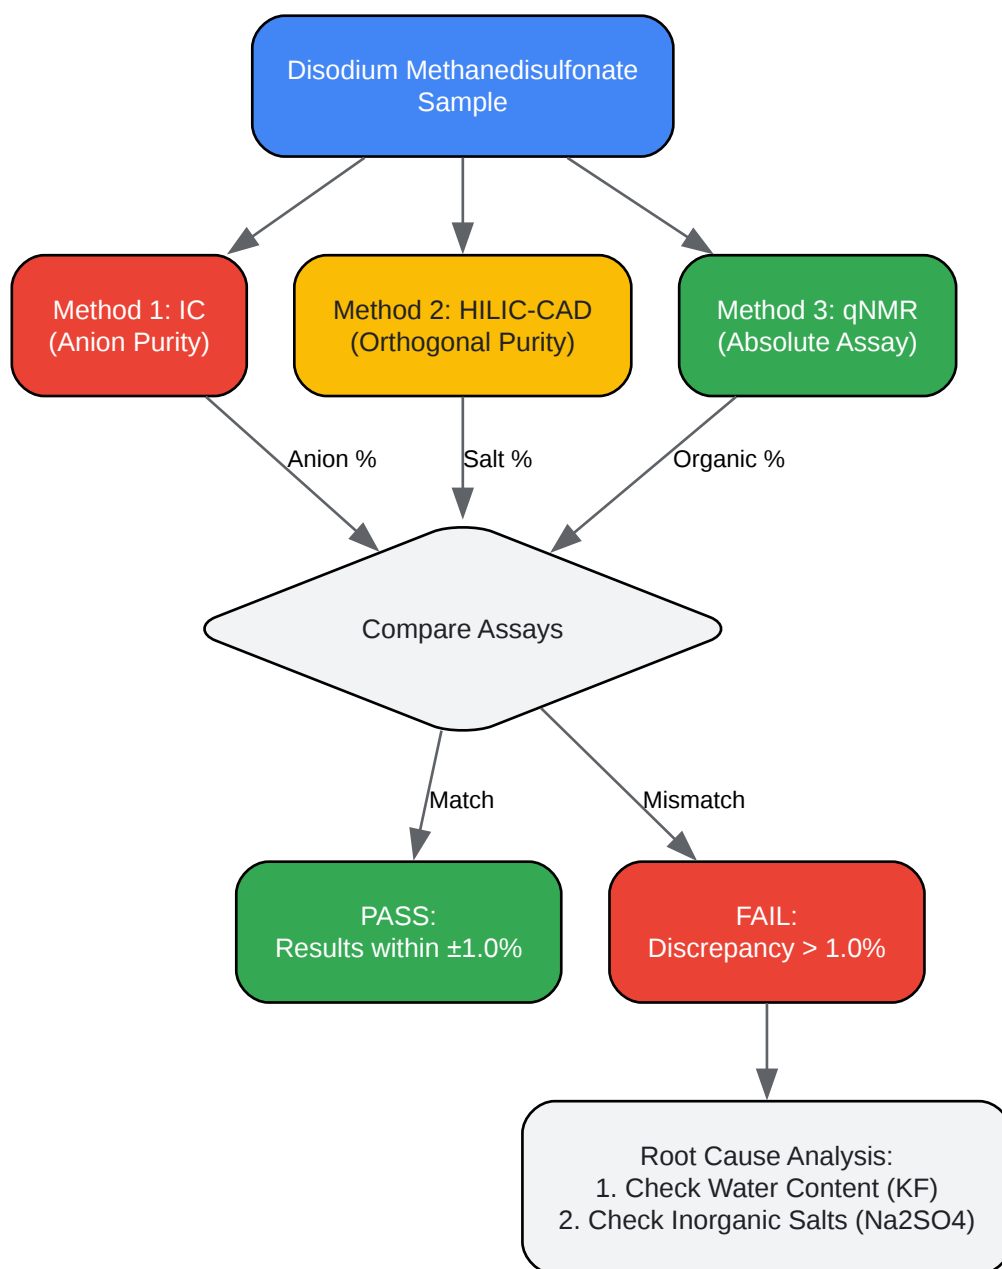 Disodium Methanedisulfonate
Sample
Method 1: IC
(Anion Purity)
Method 2: HILIC-CAD
(Orthogonal Purity)
Method 3: qNMR
(Absolute Assay)
Anion %
Salt %
Organic %
Compare Assays
Match
Mismatch
PASS:
Results within ±1.0%
FAIL:
Discrepancy > 1.0%
Root Cause Analysis:
1. Check Water Content (KF)
2. Check Inorganic Salts (Na2SO4)